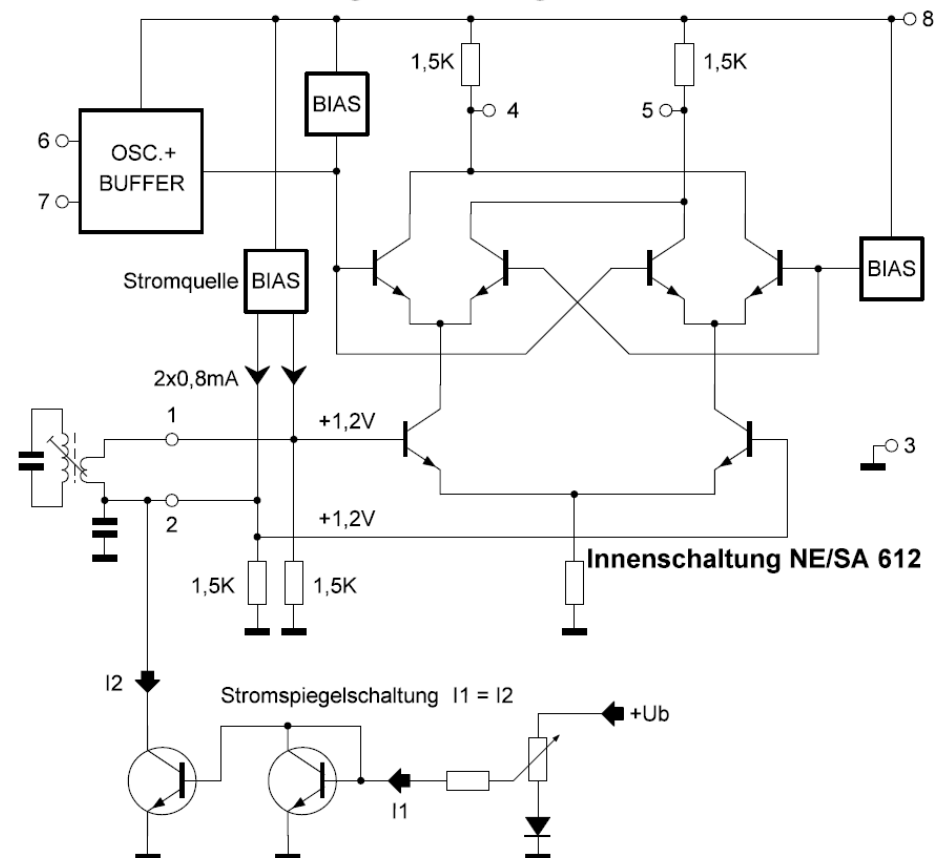 8
1,5K
1,5K
BIAS
4
5
6
OSC.+
BUFFER
7
Stromquelle
BIAS
BIAS
2x0,8mA
1
+1,2V
3
2
+1,2V
Innenschaltung NE/SA 612
1,5K
1,5K
I2
Stromspiegelschaltung I1 = I2
+Ub
I1